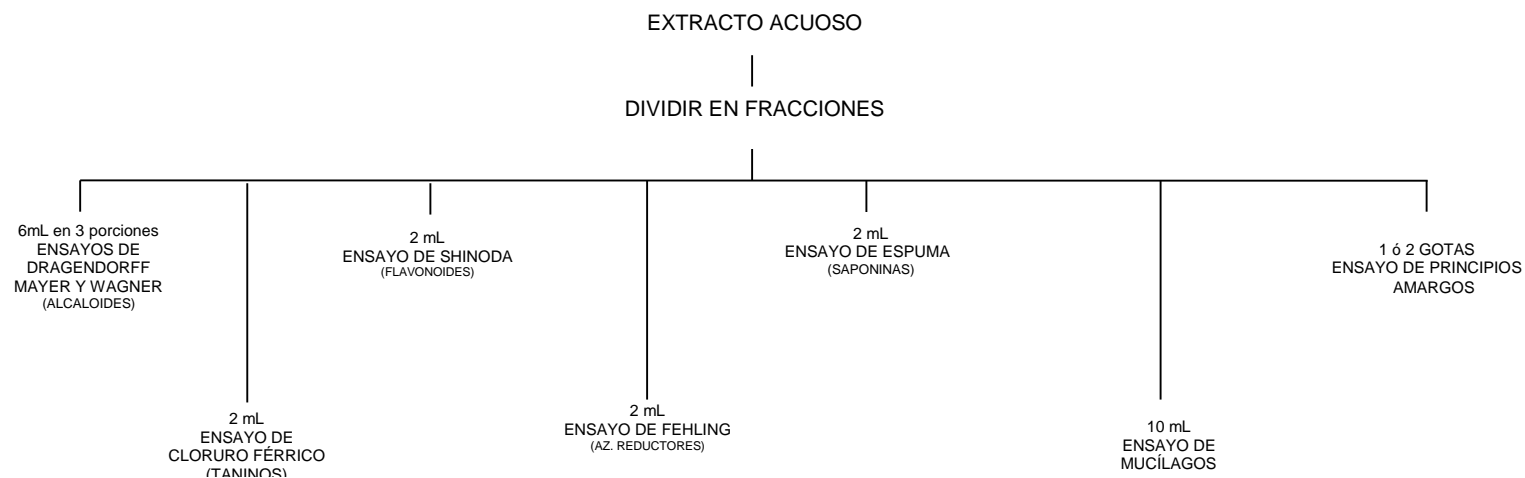 EXTRACTO ACUOSO
DIVIDIR EN FRACCIONES
6mL en 3 porciones
ENSAYOS DE
DRAGENDORFF
MAYER Y WAGNER
(ALCALOIDES)
2 mL
ENSAYO DE
CLORURO FÉRRICO
(TANINOS)
2 mL
ENSAYO DE SHINODA
(FLAVONOIDES)
2 mL
ENSAYO DE FEHLING
(AZ. REDUCTORES)
2 mL
ENSAYO DE ESPUMA
(SAPONINAS)
10 mL
ENSAYO DE
MUCÍLAGOS
1 ó 2 GOTAS
ENSAYO DE PRINCIPIOS
AMARGOS